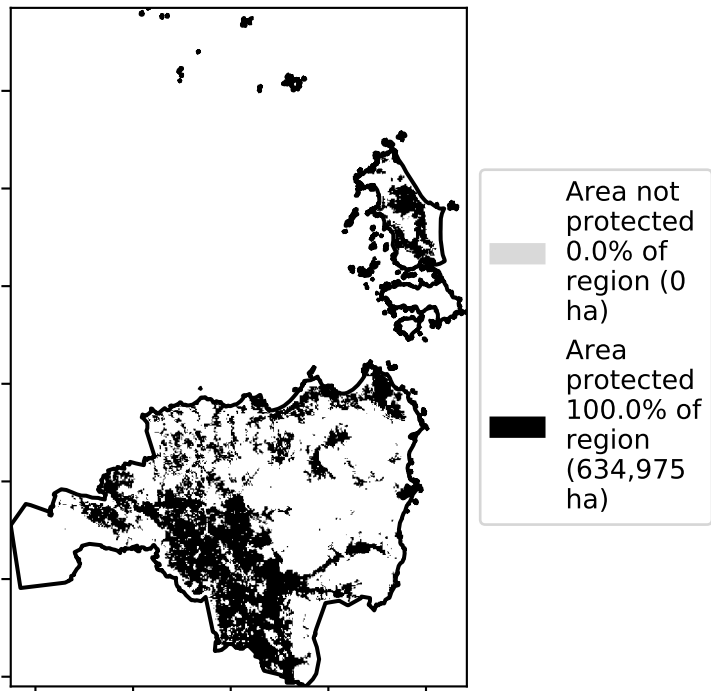 Area not
protected
0.0% of
region (0
ha)
Area
protected
100.0% of
region
(634,975
ha)